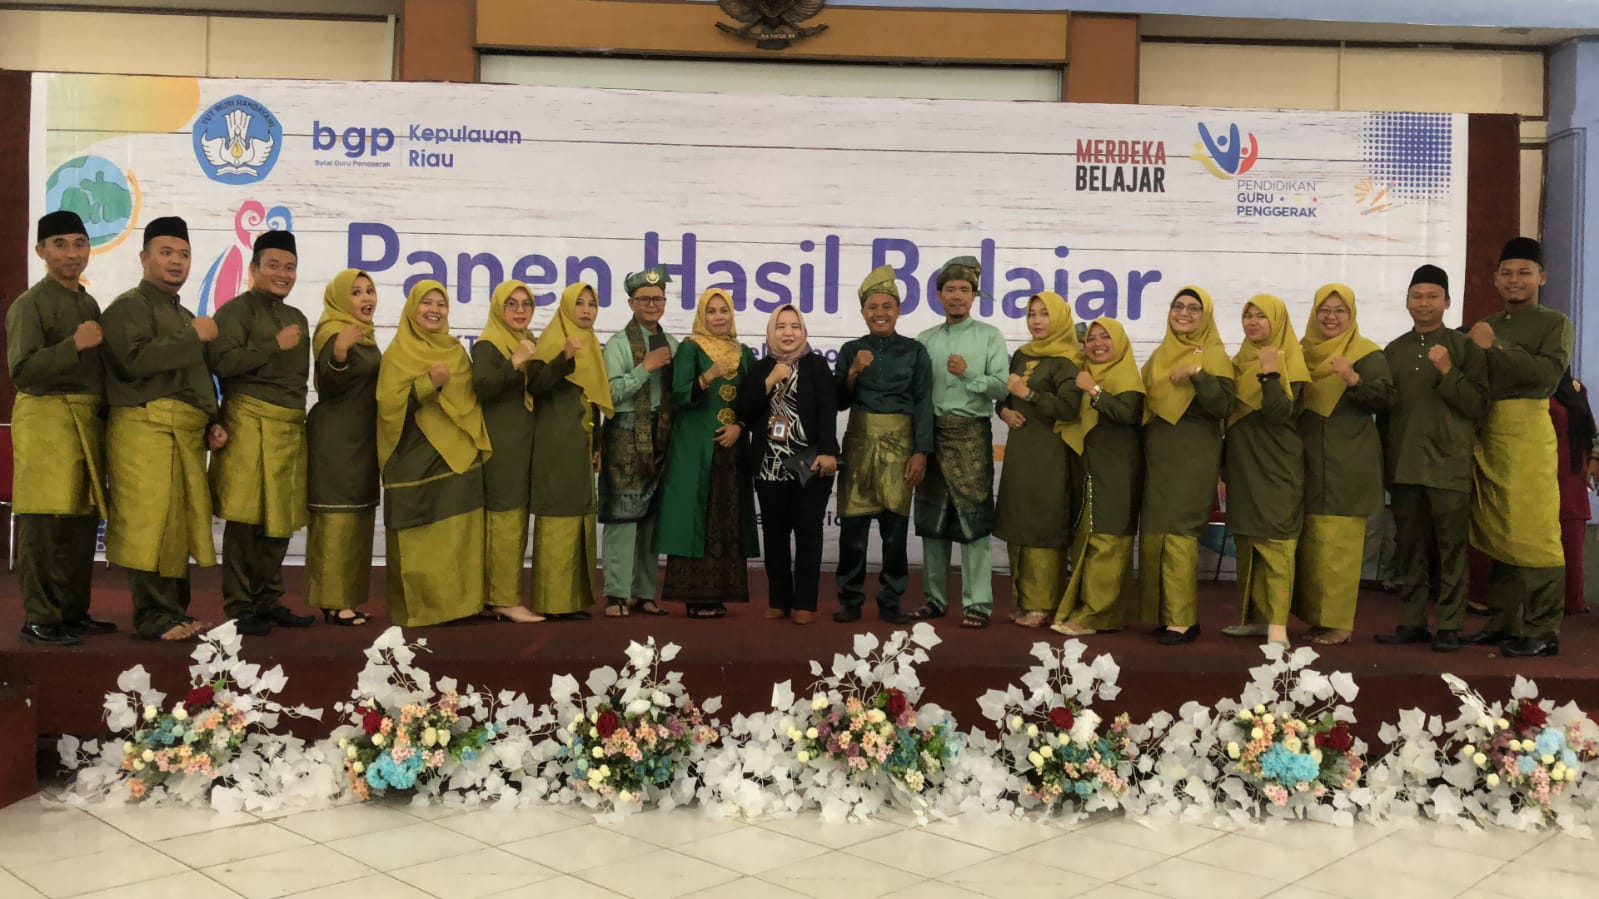 TUT WURI HANDAYANI
bgp
Balai Guru Penggerak
Kepulauan
Riau
MERDEKA
BELAJAR
PENDIDIKAN
GURU
PENGGERAK
Panen Hasil Belajar